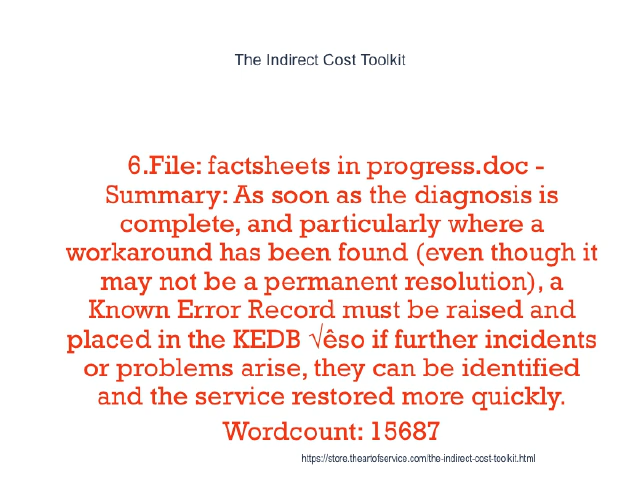 The Indirect Cost Toolkit
6.File: factsheets in progress.doc -
Summary: As soon as the diagnosis is
complete, and particularly where a
workaround has been found (even though it
may not be a permanent resolution), a
Known Error Record must be raised and
placed in the KEDB √êso if further incidents
or problems arise, they can be identified
and the service restored more quickly.
Wordcount: 15687
https://store.theartofservice.com/the-indirect-cost-toolkit.html